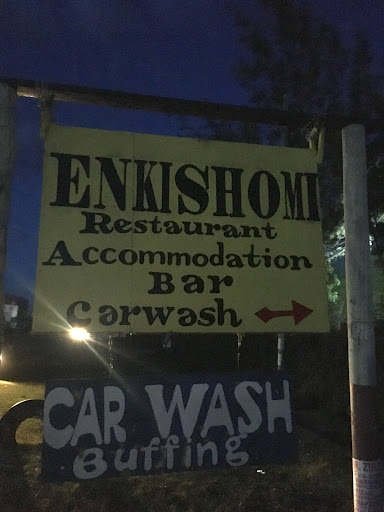 ENKISHOMI
Restaurant
Accommodation
Bar
Carwash
CAR WASH
Buffing